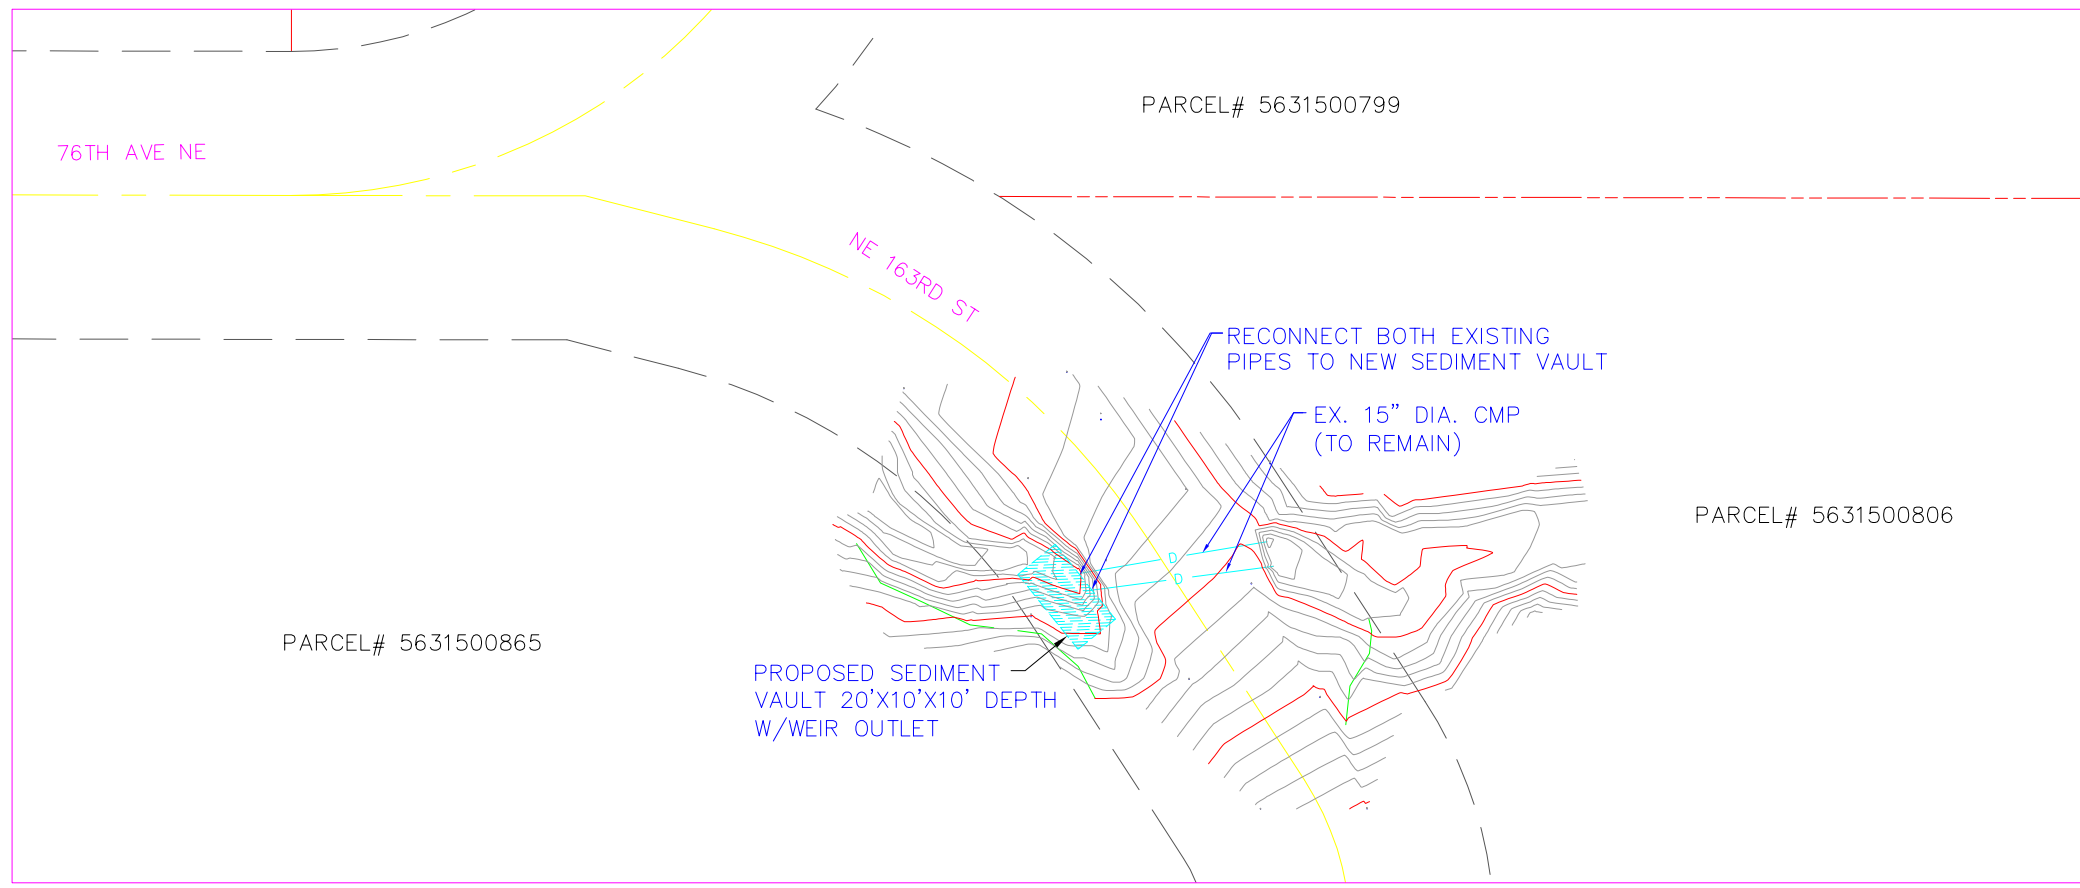 PARCEL# 5631500799
76TH AVE NE
NE 163RD ST
RECONNECT BOTH EXISTING
PIPES TO NEW SEDIMENT VAULT
EX. 15" DIA. CMP
(TO REMAIN)
PARCEL# 5631500806
D
D
PARCEL# 5631500865
PROPOSED SEDIMENT
VAULT 20'X10'X10' DEPTH
W/WEIR OUTLET